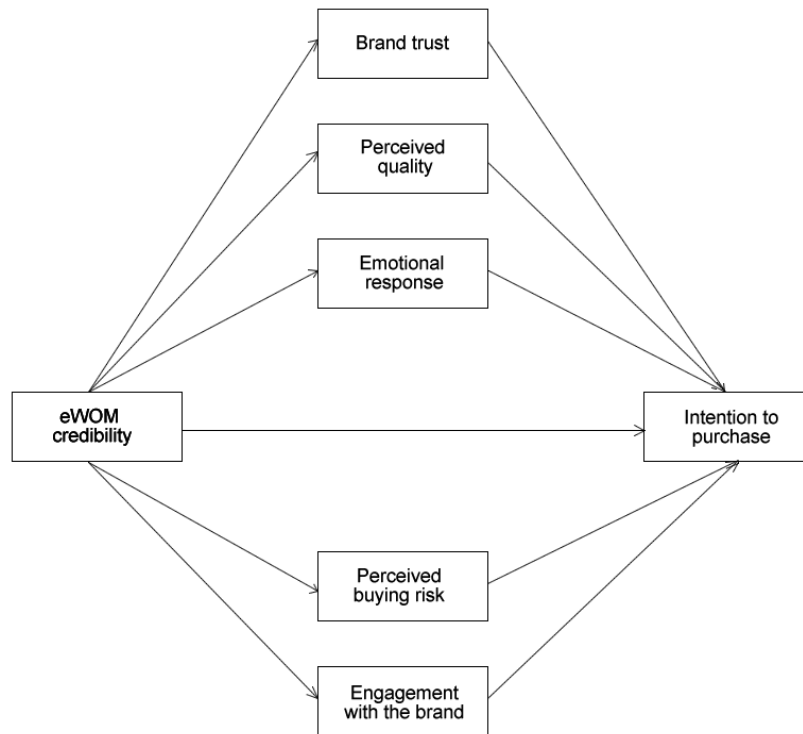 Brand trust
Perceived
quality
Emotional
response
eWOM
credibility
Intention to
purchase
Perceived
buying risk
Engagement
with the brand